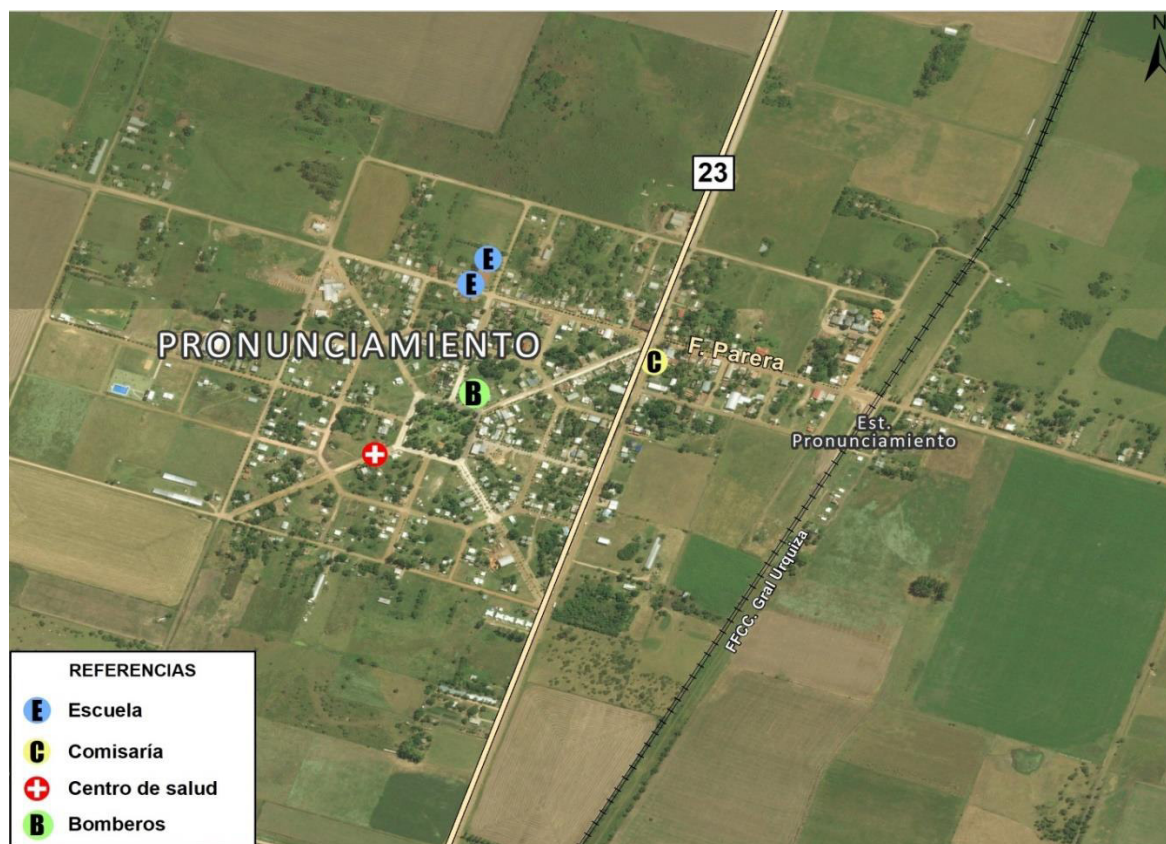 N
23
E
E
PRONUNCIAMIENTO
F. Parera
C
B
Est.
Pronunciamiento
FFCC. Gral Urquiza
REFERENCIAS
E Escuela
C Comisaría
Centro de salud
B Bomberos